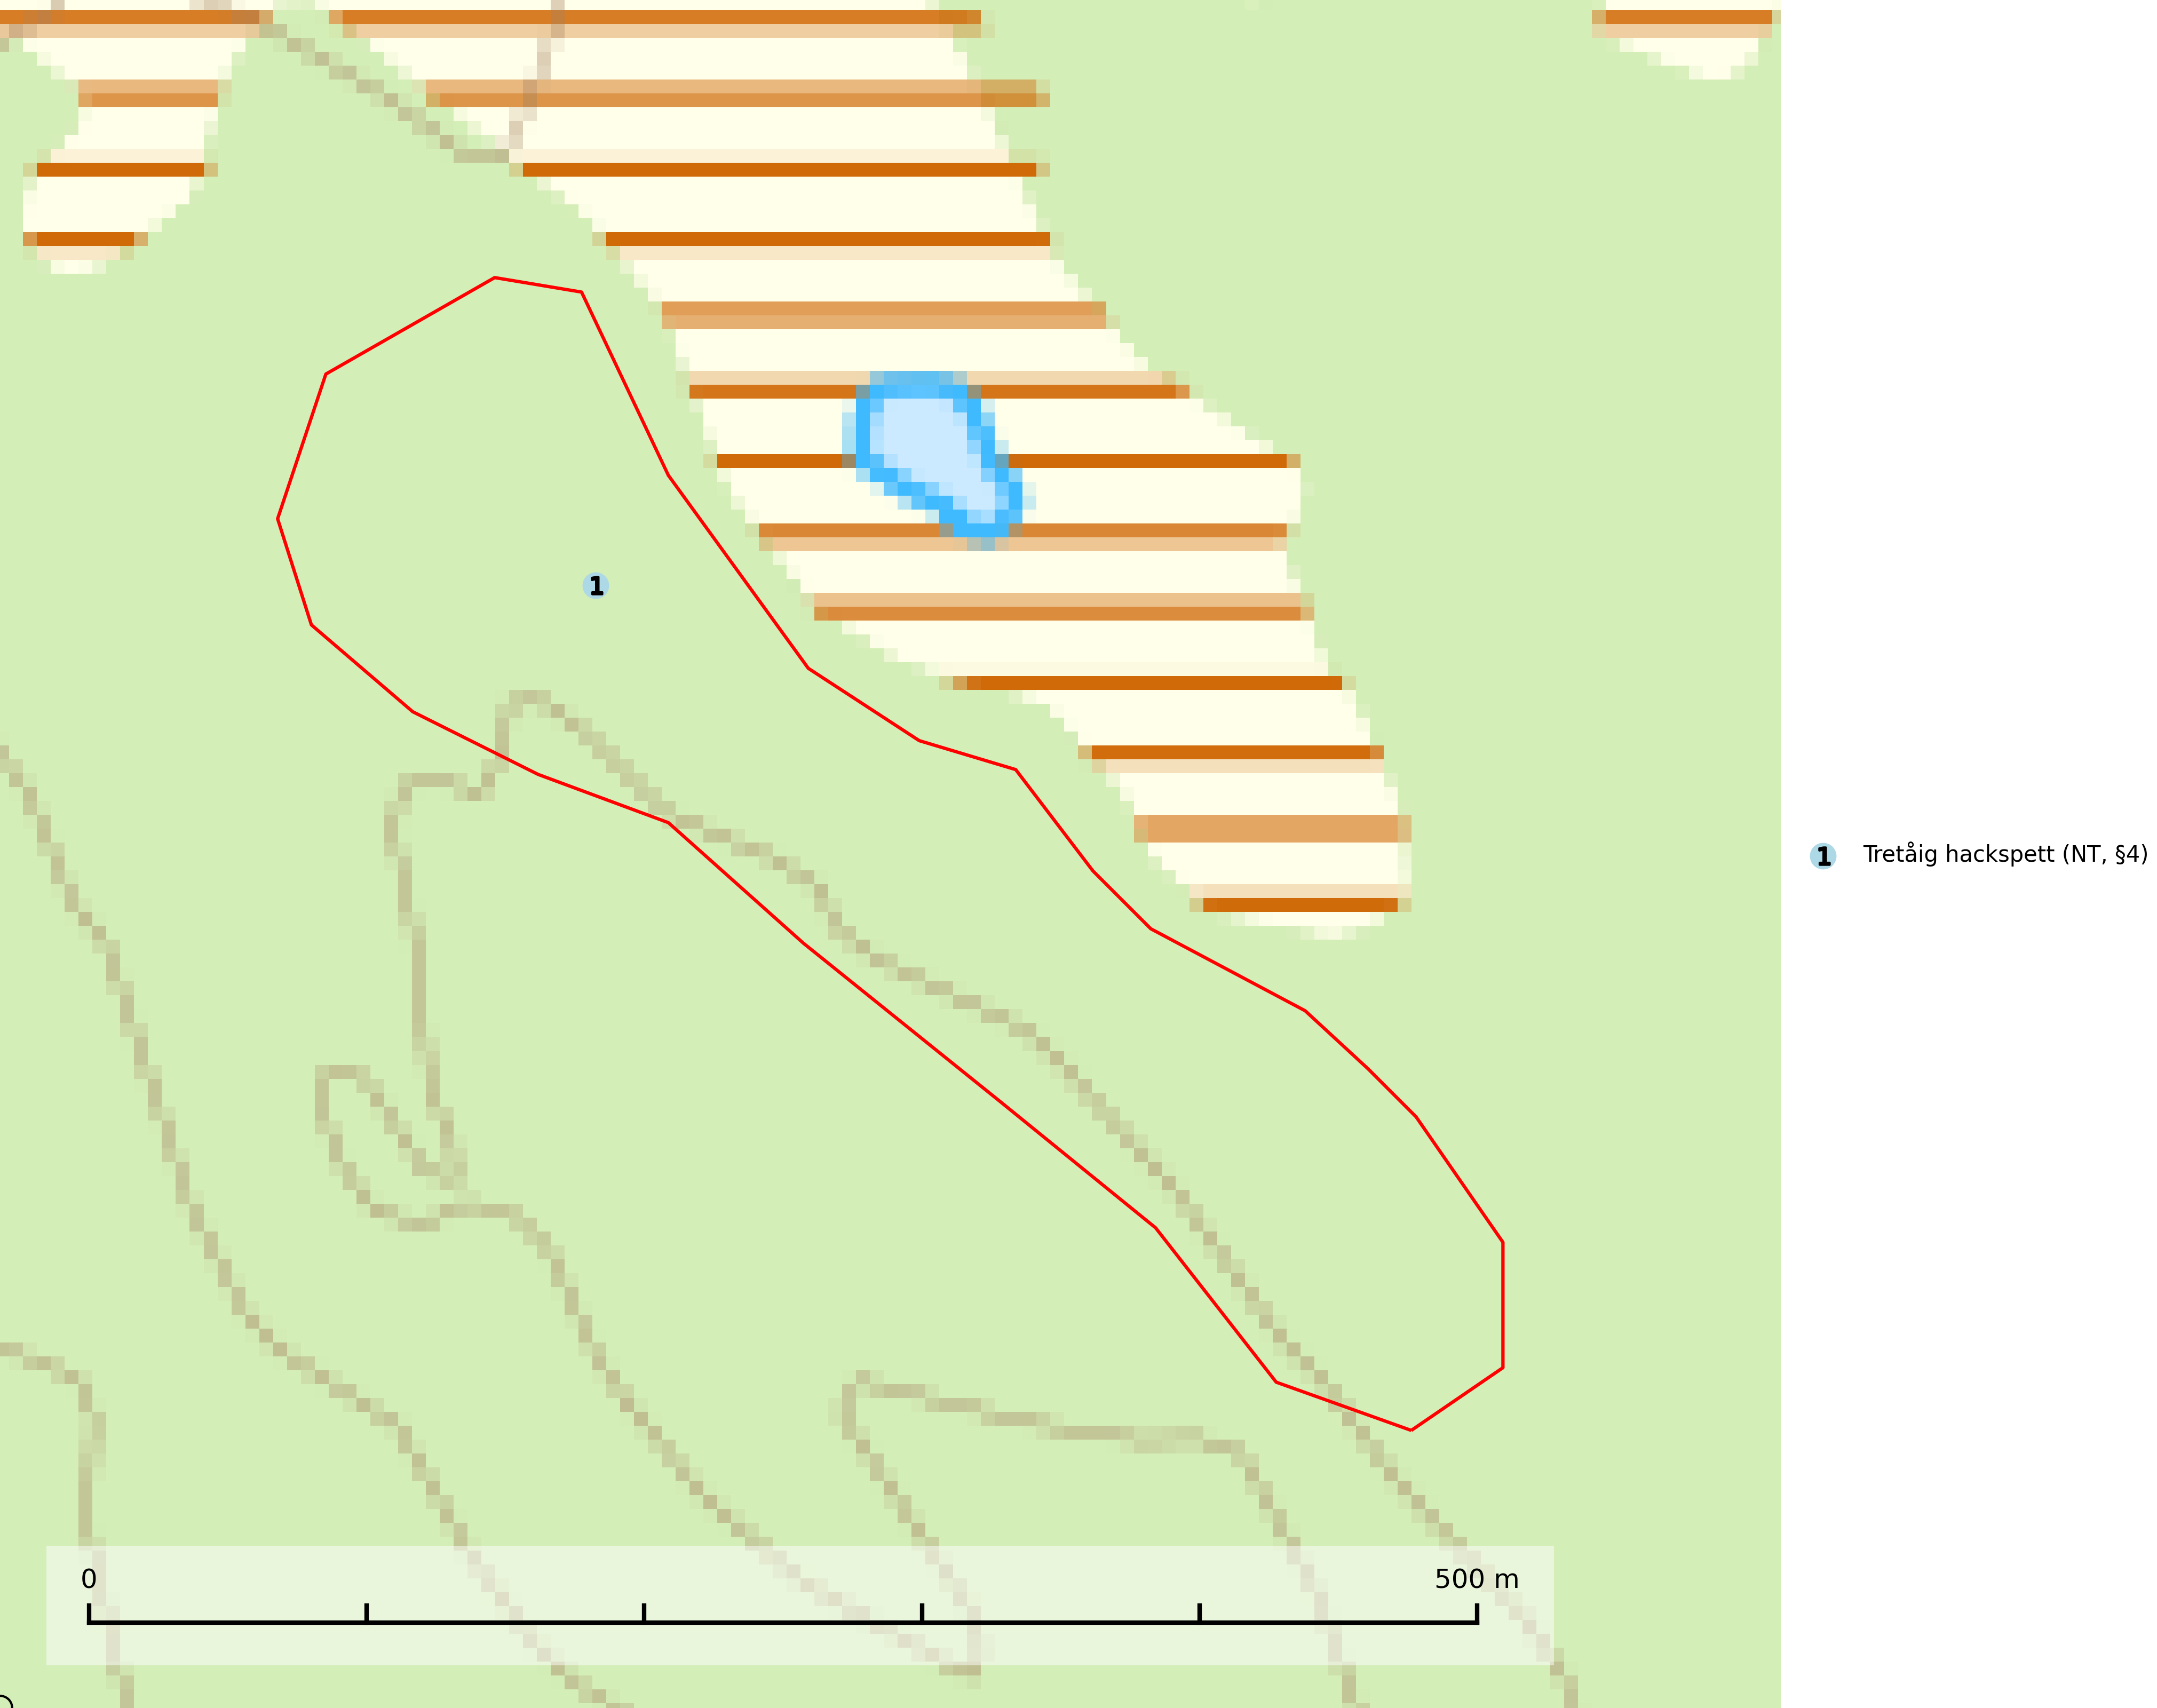 1
1 Tretåig hackspett (NT, §4)
0 500 m